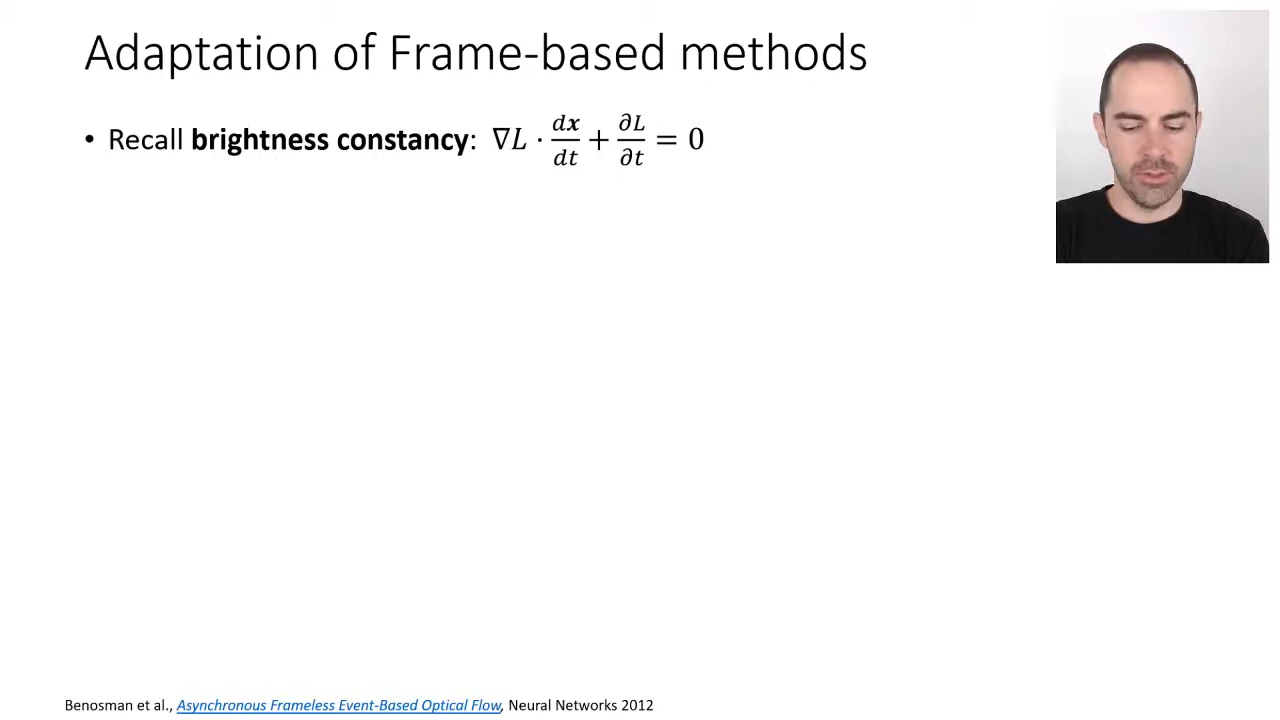 Adaptation of Frame-based methods
• Recall brightness constancy: ∇L · d𝒙/dt + ∂L/∂t = 0
Benosman et al., Asynchronous Frameless Event-Based Optical Flow, Neural Networks 2012